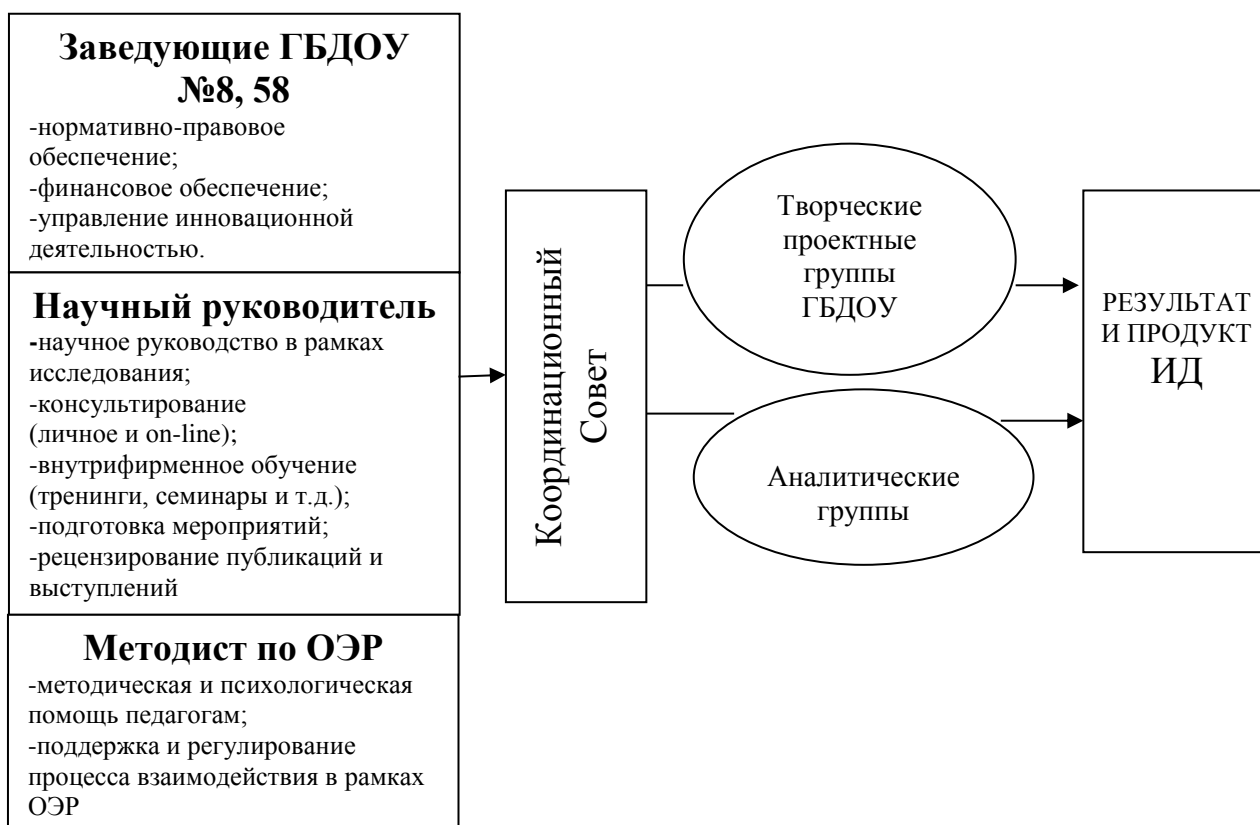 Заведующие ГБДОУ
№8, 58
-нормативно-правовое
обеспечение;
-финансовое обеспечение;
-управление инновационной
деятельностью.
Научный руководитель
-научное руководство в рамках
исследования;
-консультирование
(личное и on-line);
-внутрифирменное обучение
(тренинги, семинары и т.д.);
-подготовка мероприятий;
-рецензирование публикаций и
выступлений
Методист по ОЭР
-методическая и психологическая
помощь педагогам;
-поддержка и регулирование
процесса взаимодействия в рамках
ОЭР
Координационный
Совет
Творческие
проектные
группы
ГБДОУ
Аналитические
группы
РЕЗУЛЬТАТ
И ПРОДУКТ
ИД